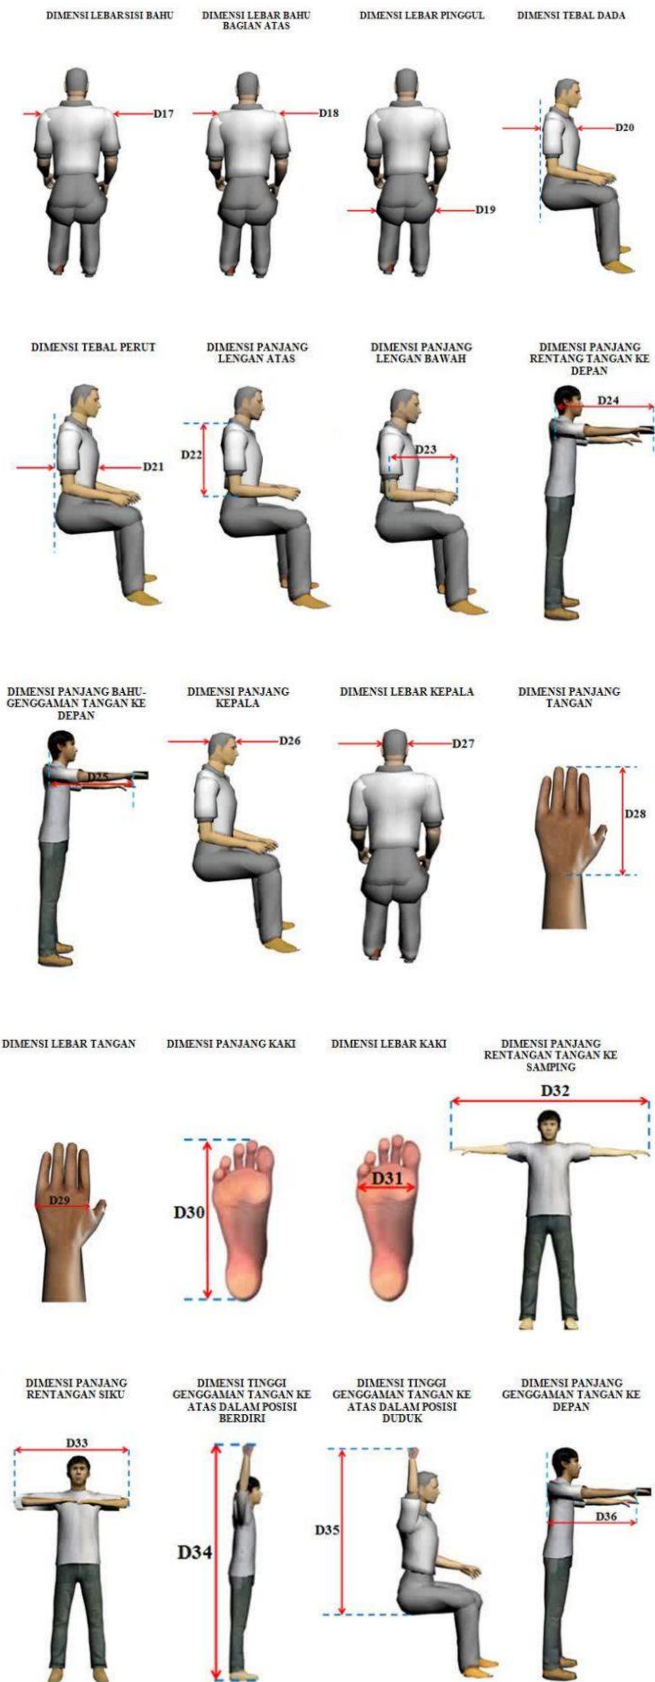 DIMENSI LEBAR SISI BAHU
DIMENSI LEBAR BAHU
BAGIAN ATAS
DIMENSI LEBAR PINGGUL
DIMENSI TEBAL DADA
D17
D18
D19
D20
DIMENSI TEBAL PERUT
DIMENSI PANJANG
LENGAN ATAS
DIMENSI PANJANG
LENGAN BAWAH
DIMENSI PANJANG
RENTANG TANGAN KE
DEPAN
D21
D22
D23
D24
DIMENSI PANJANG BAHU-
GENGGAMAN TANGAN KE
DEPAN
DIMENSI PANJANG
KEPALA
DIMENSI LEBAR KEPALA
DIMENSI PANJANG
TANGAN
D25
D26
D27
D28
DIMENSI LEBAR TANGAN
DIMENSI PANJANG KAKI
DIMENSI LEBAR KAKI
DIMENSI PANJANG
RENTANGAN TANGAN KE
SAMPING
D29
D30
D31
D32
DIMENSI PANJANG
RENTANGAN SIKU
DIMENSI TINGGI
GENGGAMAN TANGAN KE
ATAS DALAM POSISI
BERDIRI
DIMENSI TINGGI
GENGGAMAN TANGAN KE
ATAS DALAM POSISI
DUDUK
DIMENSI PANJANG
GENGGAMAN TANGAN KE
DEPAN
D33
D34
D35
D36